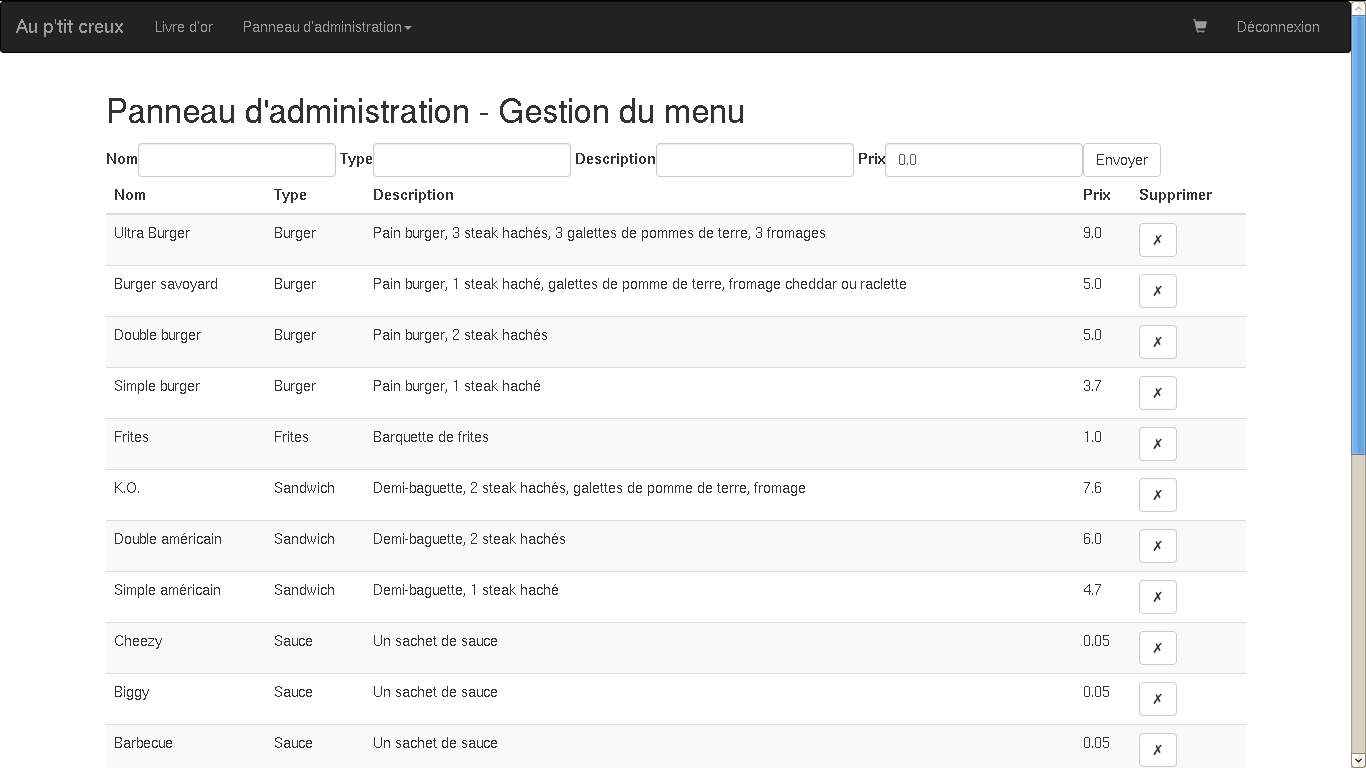 Au p'tit creux Livre d'or Panneau d'administration Déconnexion
Panneau d'administration - Gestion du menu
Nom Type Description Prix 0.0 Envoyer
Nom Type Description Prix Supprimer
Ultra Burger Burger Pain burger, 3 steak hachés, 3 galettes de pommes de terre, 3 fromages 9.0 ✗
Burger savoyard Burger Pain burger, 1 steak haché, galettes de pomme de terre, fromage cheddar ou raclette 5.0 ✗
Double burger Burger Pain burger, 2 steak hachés 5.0 ✗
Simple burger Burger Pain burger, 1 steak haché 3.7 ✗
Frites Frites Barquette de frites 1.0 ✗
K.O. Sandwich Demi-baguette, 2 steak hachés, galettes de pomme de terre, fromage 7.6 ✗
Double américain Sandwich Demi-baguette, 2 steak hachés 6.0 ✗
Simple américain Sandwich Demi-baguette, 1 steak haché 4.7 ✗
Cheezy Sauce Un sachet de sauce 0.05 ✗
Biggy Sauce Un sachet de sauce 0.05 ✗
Barbecue Sauce Un sachet de sauce 0.05 ✗